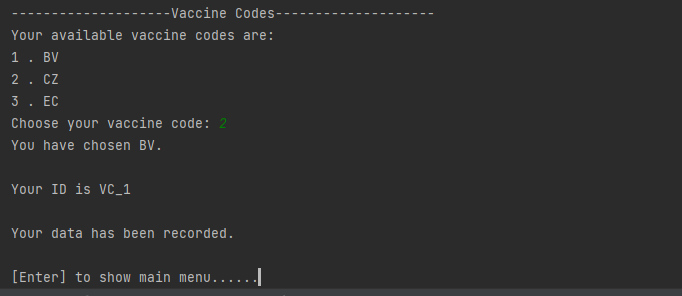 --------------------Vaccine Codes--------------------
Your available vaccine codes are:
1 . BV
2 . CZ
3 . EC
Choose your vaccine code: 2
You have chosen BV.
Your ID is VC_1
Your data has been recorded.
[Enter] to show main menu......